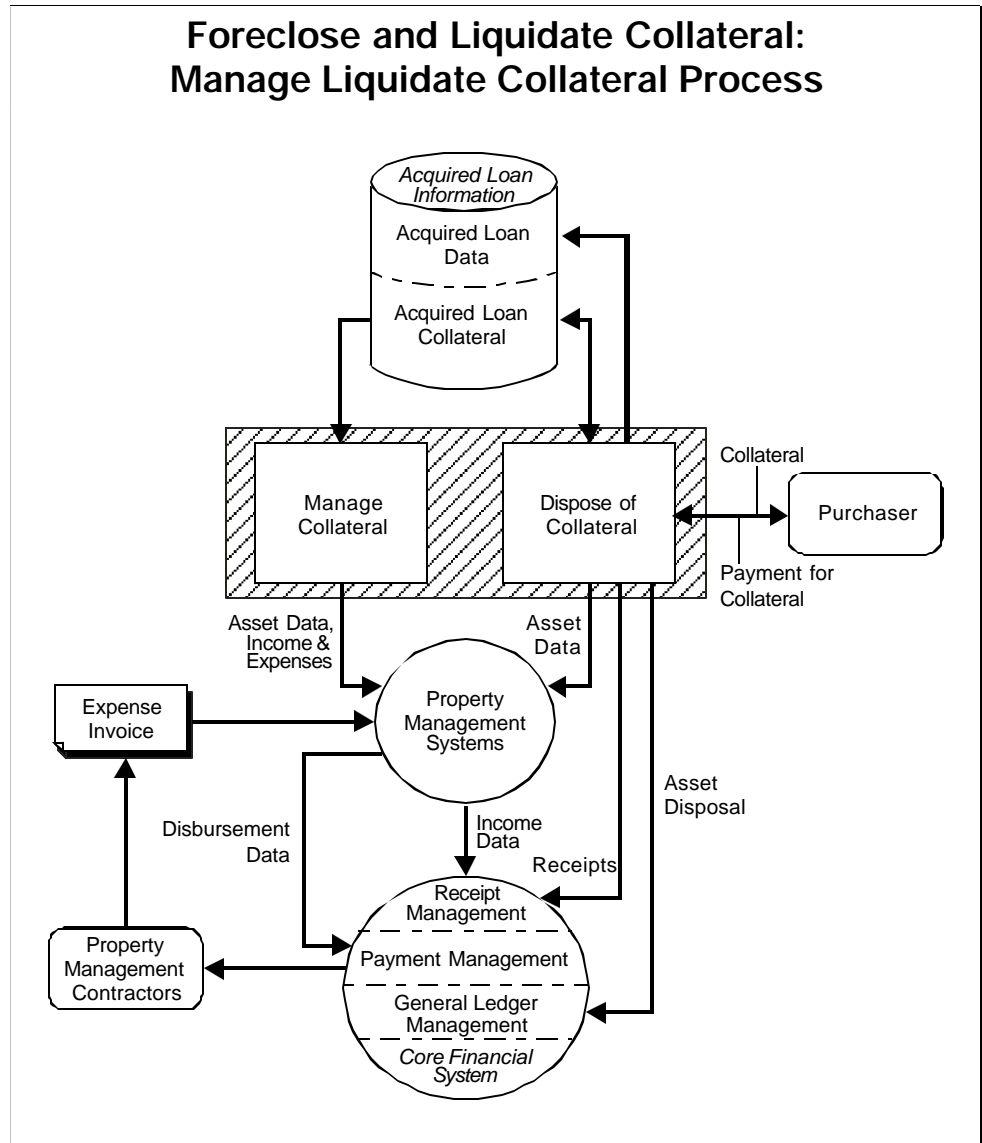 Foreclose and Liquidate Collateral:
Manage Liquidate Collateral Process
Acquired Loan
Information
Acquired Loan
Data
Acquired Loan
Collateral
Manage
Collateral
Dispose of
Collateral
Collateral
Purchaser
Payment for
Collateral
Asset Data,
Income &
Expenses
Asset
Data
Expense
Invoice
Property
Management
Systems
Asset
Disposal
Disbursement
Data
Income
Data
Receipts
Receipt
Management
Property
Management
Contractors
Payment Management
General Ledger
Management
Core Financial
System